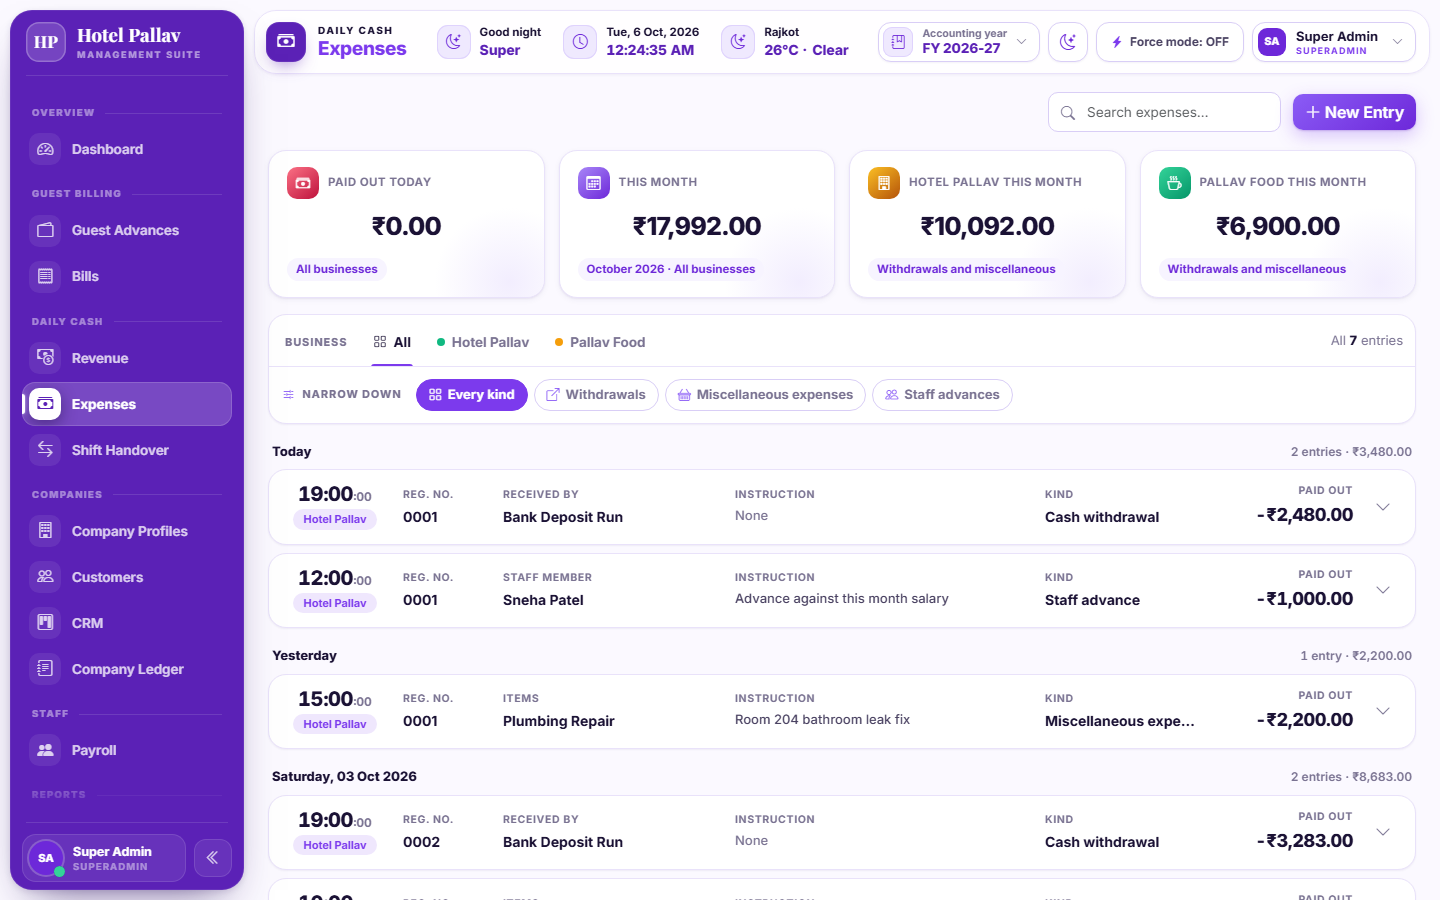 HP
Hotel Pallav
MANAGEMENT SUITE
OVERVIEW
Dashboard
GUEST BILLING
Guest Advances
Bills
DAILY CASH
Revenue
Expenses
Shift Handover
COMPANIES
Company Profiles
Customers
CRM
Company Ledger
STAFF
Payroll
REPORTS
SA
Super Admin
SUPERADMIN
DAILY CASH
Expenses
Good night
Super
Tue, 6 Oct, 2026
12:24:35 AM
Rajkot
26°C · Clear
Accounting year
FY 2026-27
Force mode: OFF
SA
Super Admin
SUPERADMIN
Search expenses...
New Entry
PAID OUT TODAY
₹0.00
All businesses
THIS MONTH
₹17,992.00
October 2026 · All businesses
HOTEL PALLAV THIS MONTH
₹10,092.00
Withdrawals and miscellaneous
PALLAV FOOD THIS MONTH
₹6,900.00
Withdrawals and miscellaneous
BUSINESS All Hotel Pallav Pallav Food All 7 entries
NARROW DOWN Every kind Withdrawals Miscellaneous expenses Staff advances
Today 2 entries · ₹3,480.00
19:00:00 REG. NO. RECEIVED BY INSTRUCTION KIND PAID OUT
Hotel Pallav 0001 Bank Deposit Run None Cash withdrawal -₹2,480.00
12:00:00 REG. NO. STAFF MEMBER INSTRUCTION KIND PAID OUT
Hotel Pallav 0001 Sneha Patel Advance against this month salary Staff advance -₹1,000.00
Yesterday 1 entry · ₹2,200.00
15:00:00 REG. NO. ITEMS INSTRUCTION KIND PAID OUT
Hotel Pallav 0001 Plumbing Repair Room 204 bathroom leak fix Miscellaneous expe... -₹2,200.00
Saturday, 03 Oct 2026 2 entries · ₹8,683.00
19:00:00 REG. NO. RECEIVED BY INSTRUCTION KIND PAID OUT
Hotel Pallav 0002 Bank Deposit Run None Cash withdrawal -₹3,283.00